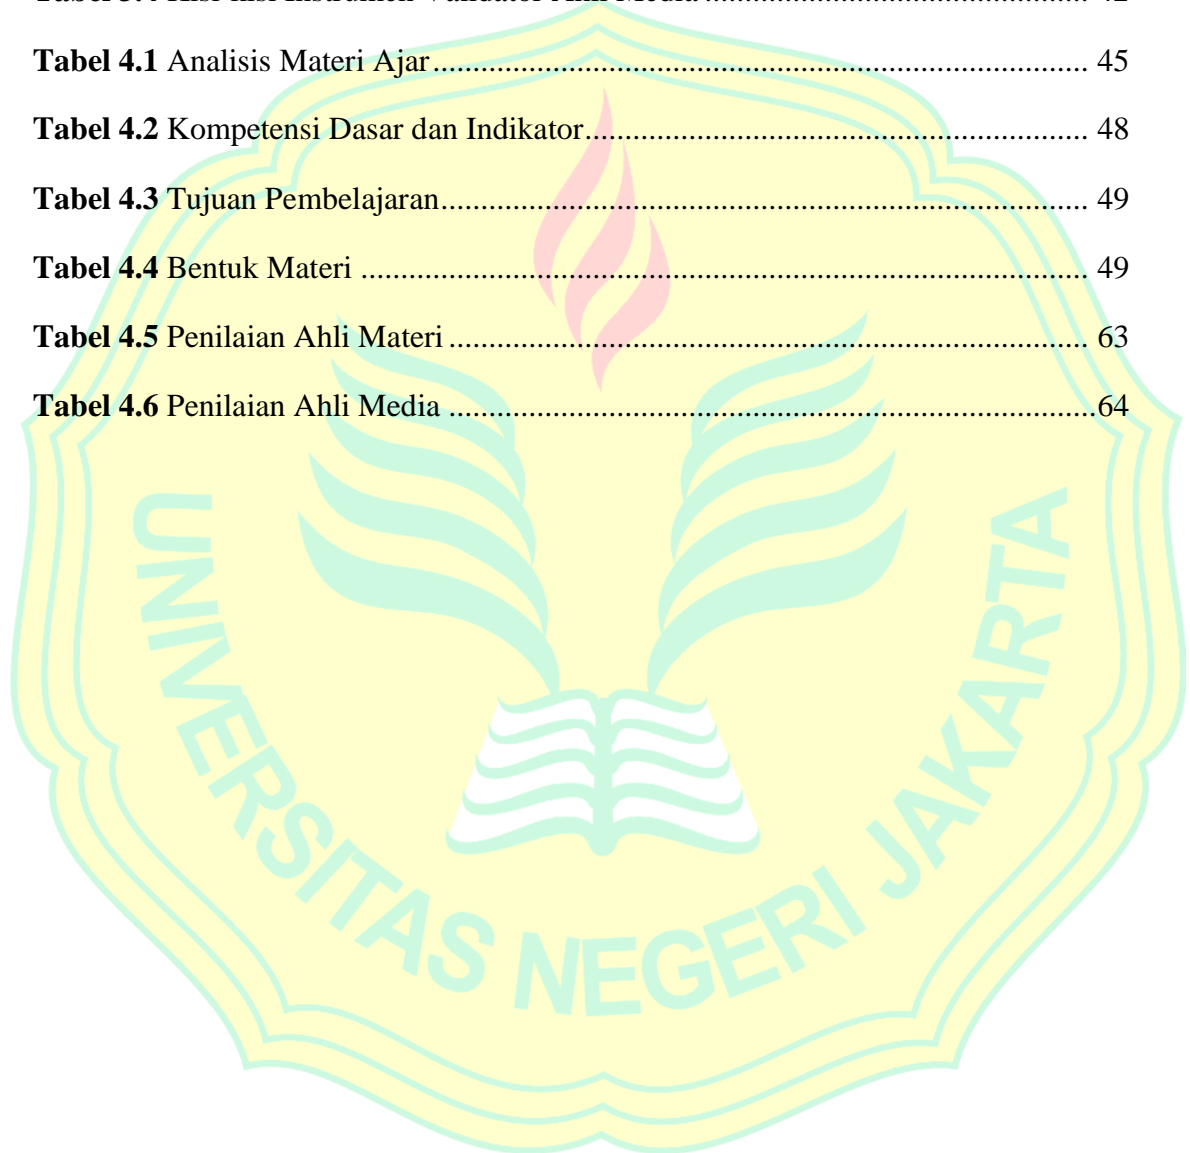 Tabel 4.1 Analisis Materi Ajar.................................................................................. 45
Tabel 4.2 Kompetensi Dasar dan Indikator............................................................... 48
Tabel 4.3 Tujuan Pembelajaran................................................................................. 49
Tabel 4.4 Bentuk Materi ........................................................................................... 49
Tabel 4.5 Penilaian Ahli Materi ................................................................................ 63
Tabel 4.6 Penilaian Ahli Media .................................................................................64
UNIVERSITAS NEGERI JAKARTA